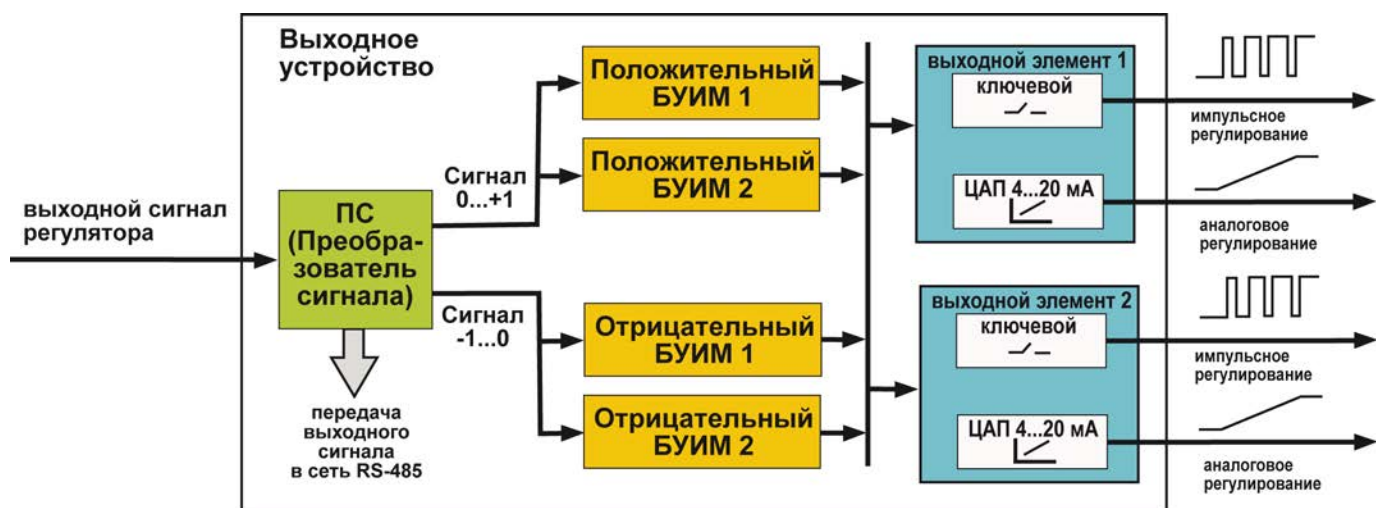 Выходное
устройство
выходной сигнал
регулятора
ПС
(Преобра-
зователь
сигнала)
передача
выходного
сигнала
в сеть RS-485
Сигнал
0...+1
Сигнал
-1...0
Положительный
БУИМ 1
Положительный
БУИМ 2
Отрицательный
БУИМ 1
Отрицательный
БУИМ 2
выходной элемент 1
ключевой
ЦАП 4...20 мА
импульсное
регулирование
аналоговое
регулирование
выходной элемент 2
ключевой
ЦАП 4...20 мА
импульсное
регулирование
аналоговое
регулирование